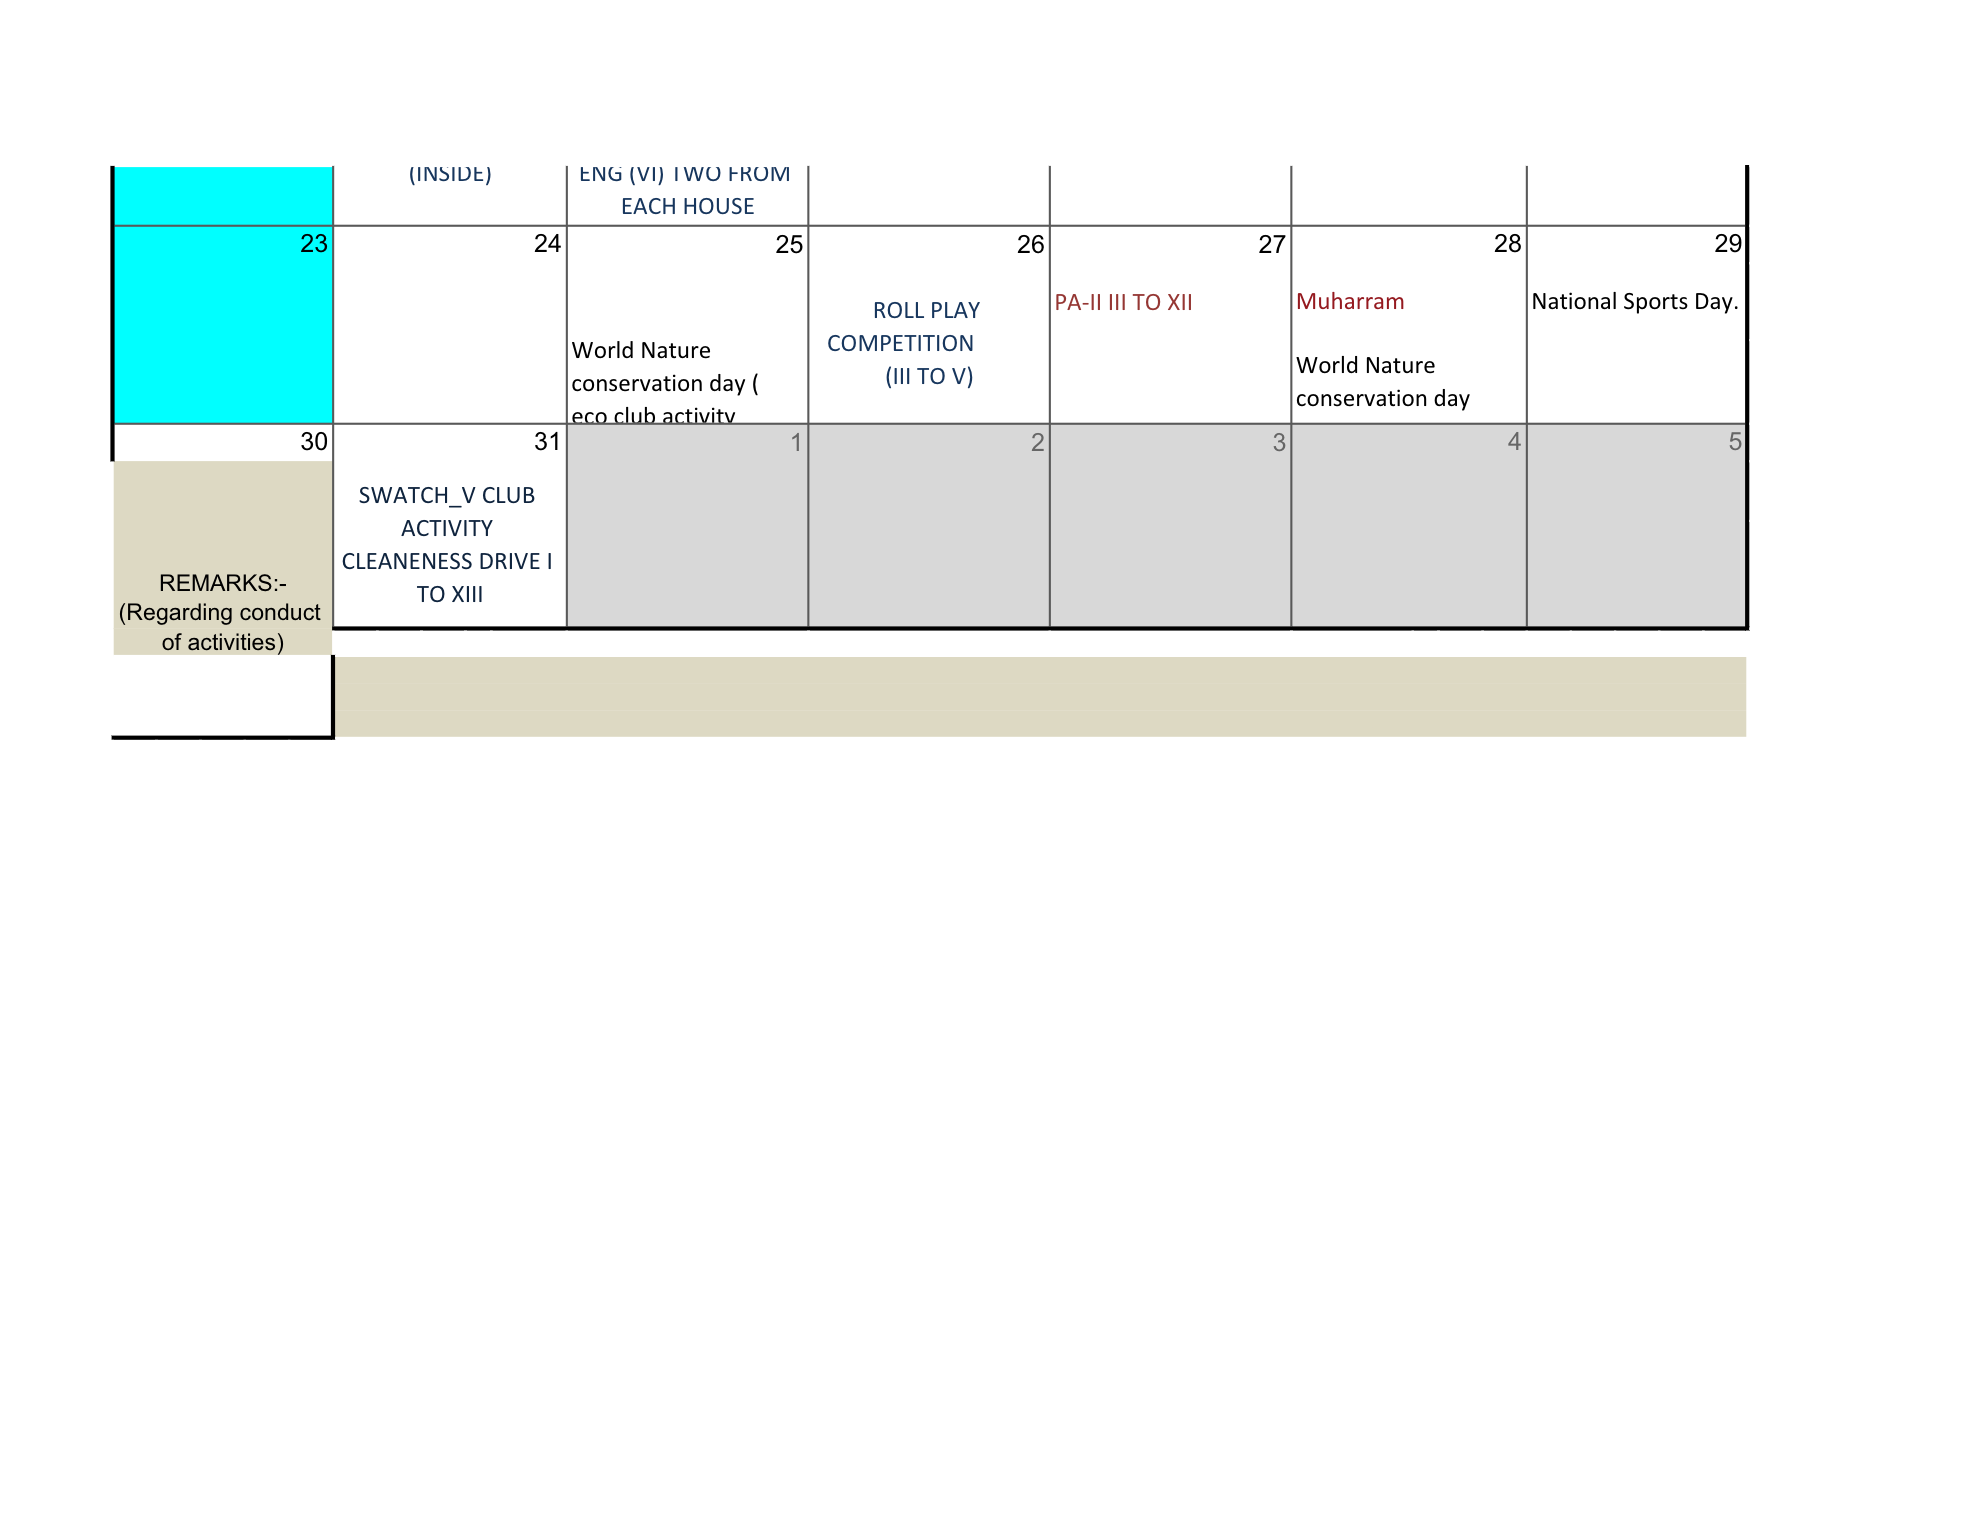 (INSIDE)
ENG (VI) TWO FROM
EACH HOUSE
23
24
25
26
27
28
29
World Nature
conservation day (
eco club activity
ROLL PLAY
COMPETITION
(III TO V)
PA-II III TO XII
Muharram
World Nature
conservation day
National Sports Day.
30
31
1
2
3
4
5
REMARKS:-
(Regarding conduct
of activities)
SWATCH_V CLUB
ACTIVITY
CLEANENESS DRIVE I
TO XIII